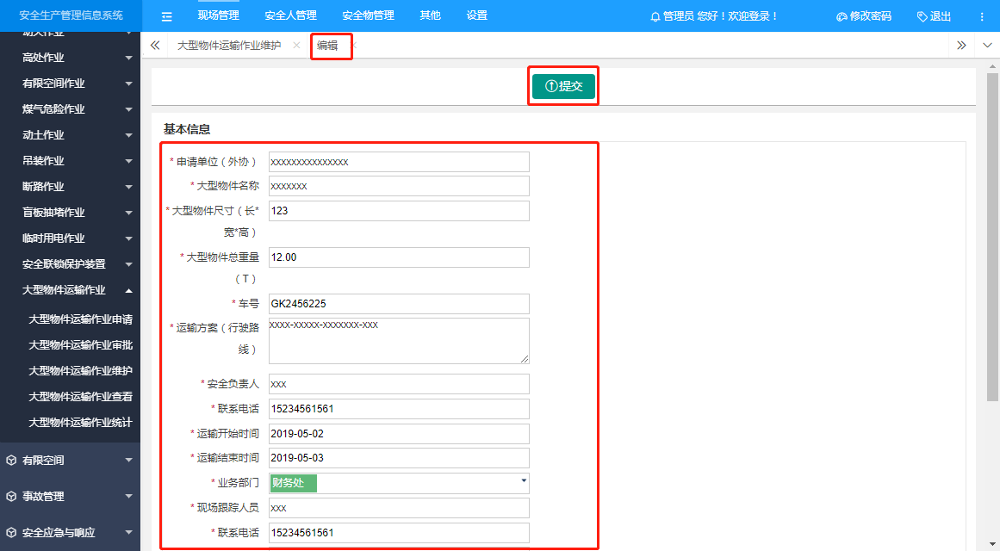 安全生产管理信息系统
现场管理
安全人管理
安全物管理
其他
设置
管理员 您好！欢迎登录！
修改密码
退出
动火作业
高处作业
有限空间作业
煤气危险作业
动土作业
吊装作业
断路作业
盲板抽堵作业
临时用电作业
安全联锁保护装置
大型物件运输作业
大型物件运输作业申请
大型物件运输作业审批
大型物件运输作业维护
大型物件运输作业查看
大型物件运输作业统计
有限空间
事故管理
安全应急与响应
大型物件运输作业维护
编辑
提交
基本信息
* 申请单位（外协） xxxxxxxxxxxxxxx
* 大型物件名称 xxxxxxx
* 大型物件尺寸（长* 123
宽*高）
* 大型物件总重量 12.00
（T）
* 车号 GK2456225
* 运输方案（行驶路 xxxx-xxxxx-xxxxxxx-xxx
线）
* 安全负责人 xxx
* 联系电话 15234561561
* 运输开始时间 2019-05-02
* 运输结束时间 2019-05-03
* 业务部门 财务处
* 现场跟踪人员 xxx
* 联系电话 15234561561